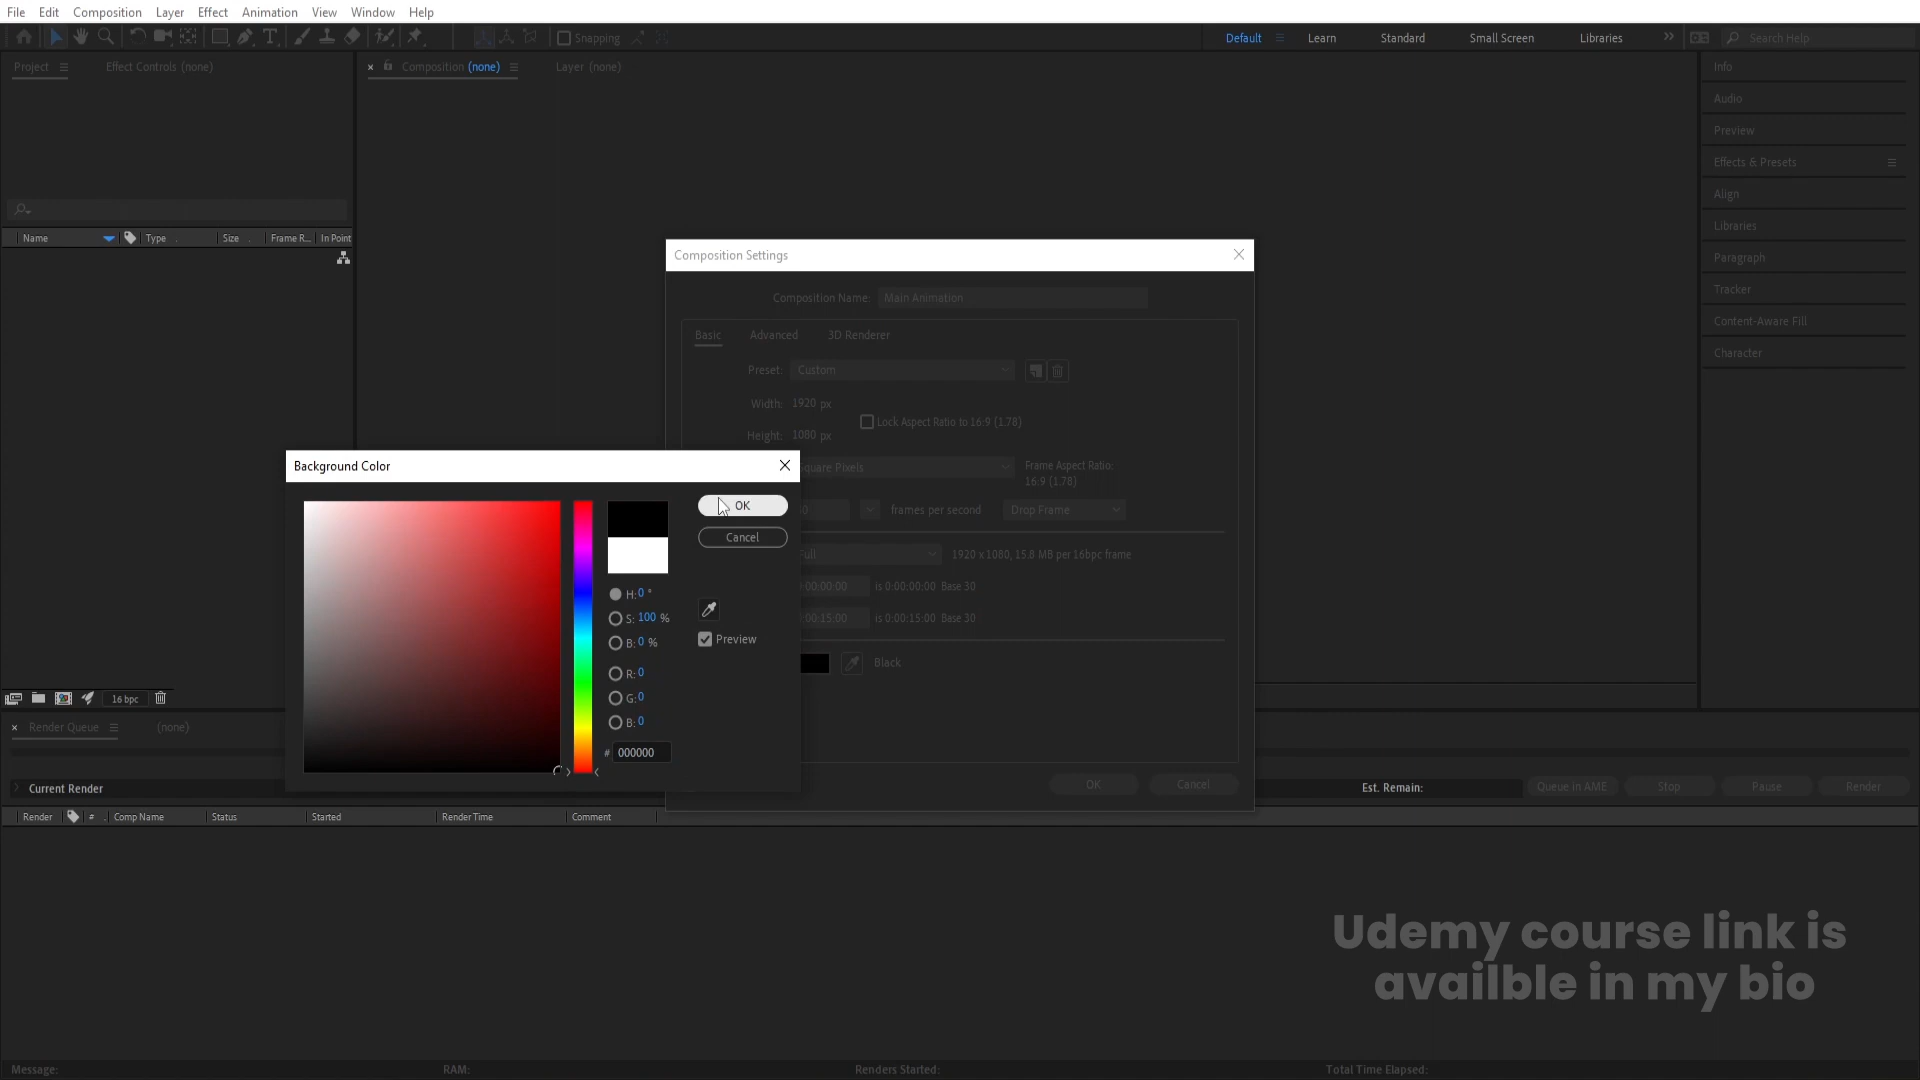 File Edit Composition Layer Effect Animation View Window Help
Snapping
Default Learn Standard Small Screen Libraries Search Help
Project Effect Controls (none)
Composition (none) Layer (none)
Info
Audio
Preview
Effects & Presets
Align
Libraries
Paragraph
Tracker
Content-Aware Fill
Character
Name Type Size Frame R... In Point
Composition Settings
Composition Name: Main Animation
Basic Advanced 3D Renderer
Preset: Custom
Width: 1920 px
Lock Aspect Ratio to 16:9 (1.78)
Height: 1080 px
Frame Aspect Ratio:
16:9 (1.78)
frames per second Drop Frame
Full 1920 x 1080, 15.8 MB per 16bpc frame
:00:00:00 is 0:00:00:00 Base 30
:00:15:00 is 0:00:15:00 Base 30
Black
OK Cancel
Background Color
OK
Cancel
H: 0 °
S: 100 %
B: 0 %
Preview
R: 0
G: 0
B: 0
# 000000
16 bpc
Render Queue (none)
Current Render Est. Remain: Queue in AME Stop Pause Render
Render # Comp Name Status Started Render Time Comment
Udemy course link is
availble in my bio
Message: RAM: Renders Started: Total Time Elapsed: